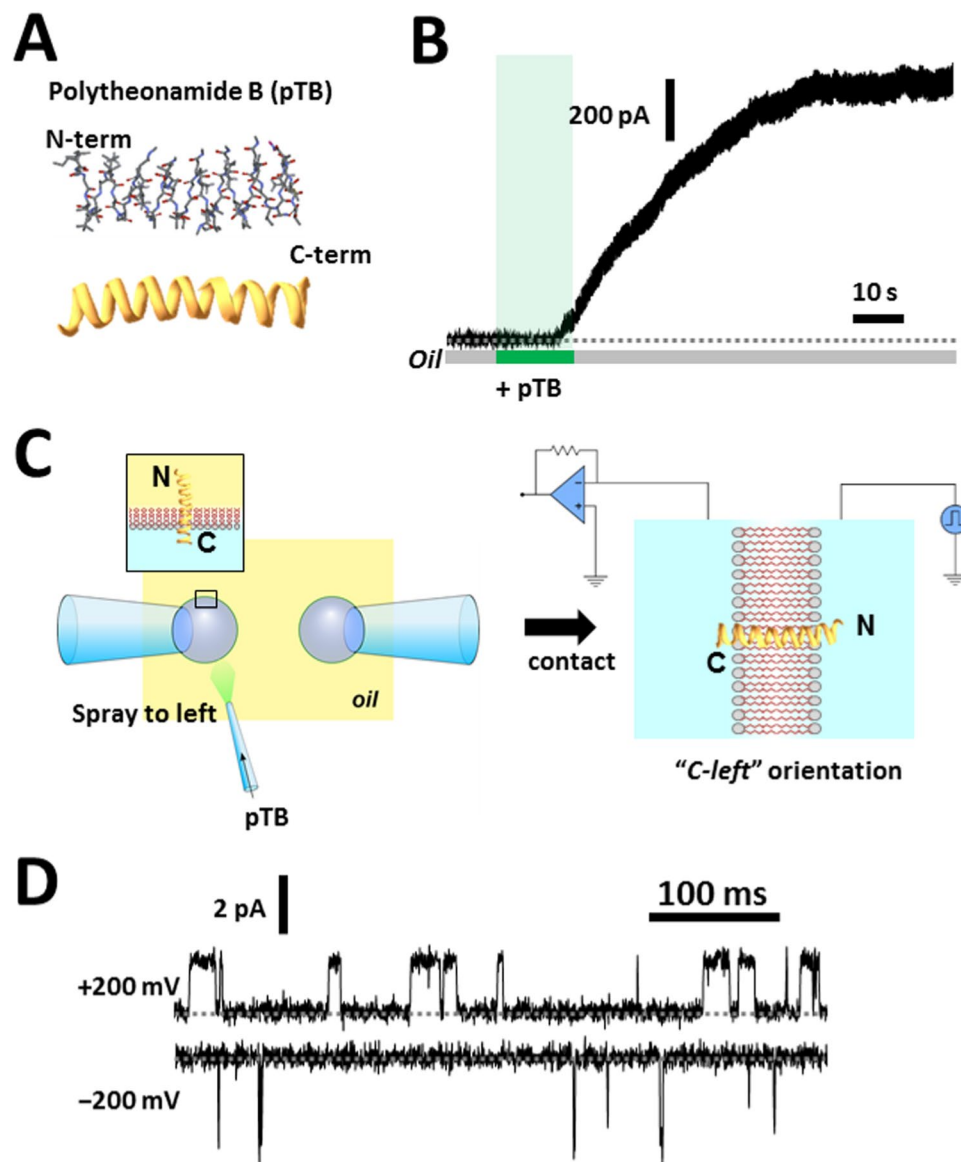 A
Polytheonamide B (pTB)
N-term
C-term
B
200 pA
10 s
Oil
+ pTB
C
N
C
Spray to left
oil
pTB
contact
N
C
"C-left" orientation
D
2 pA
100 ms
+200 mV
−200 mV